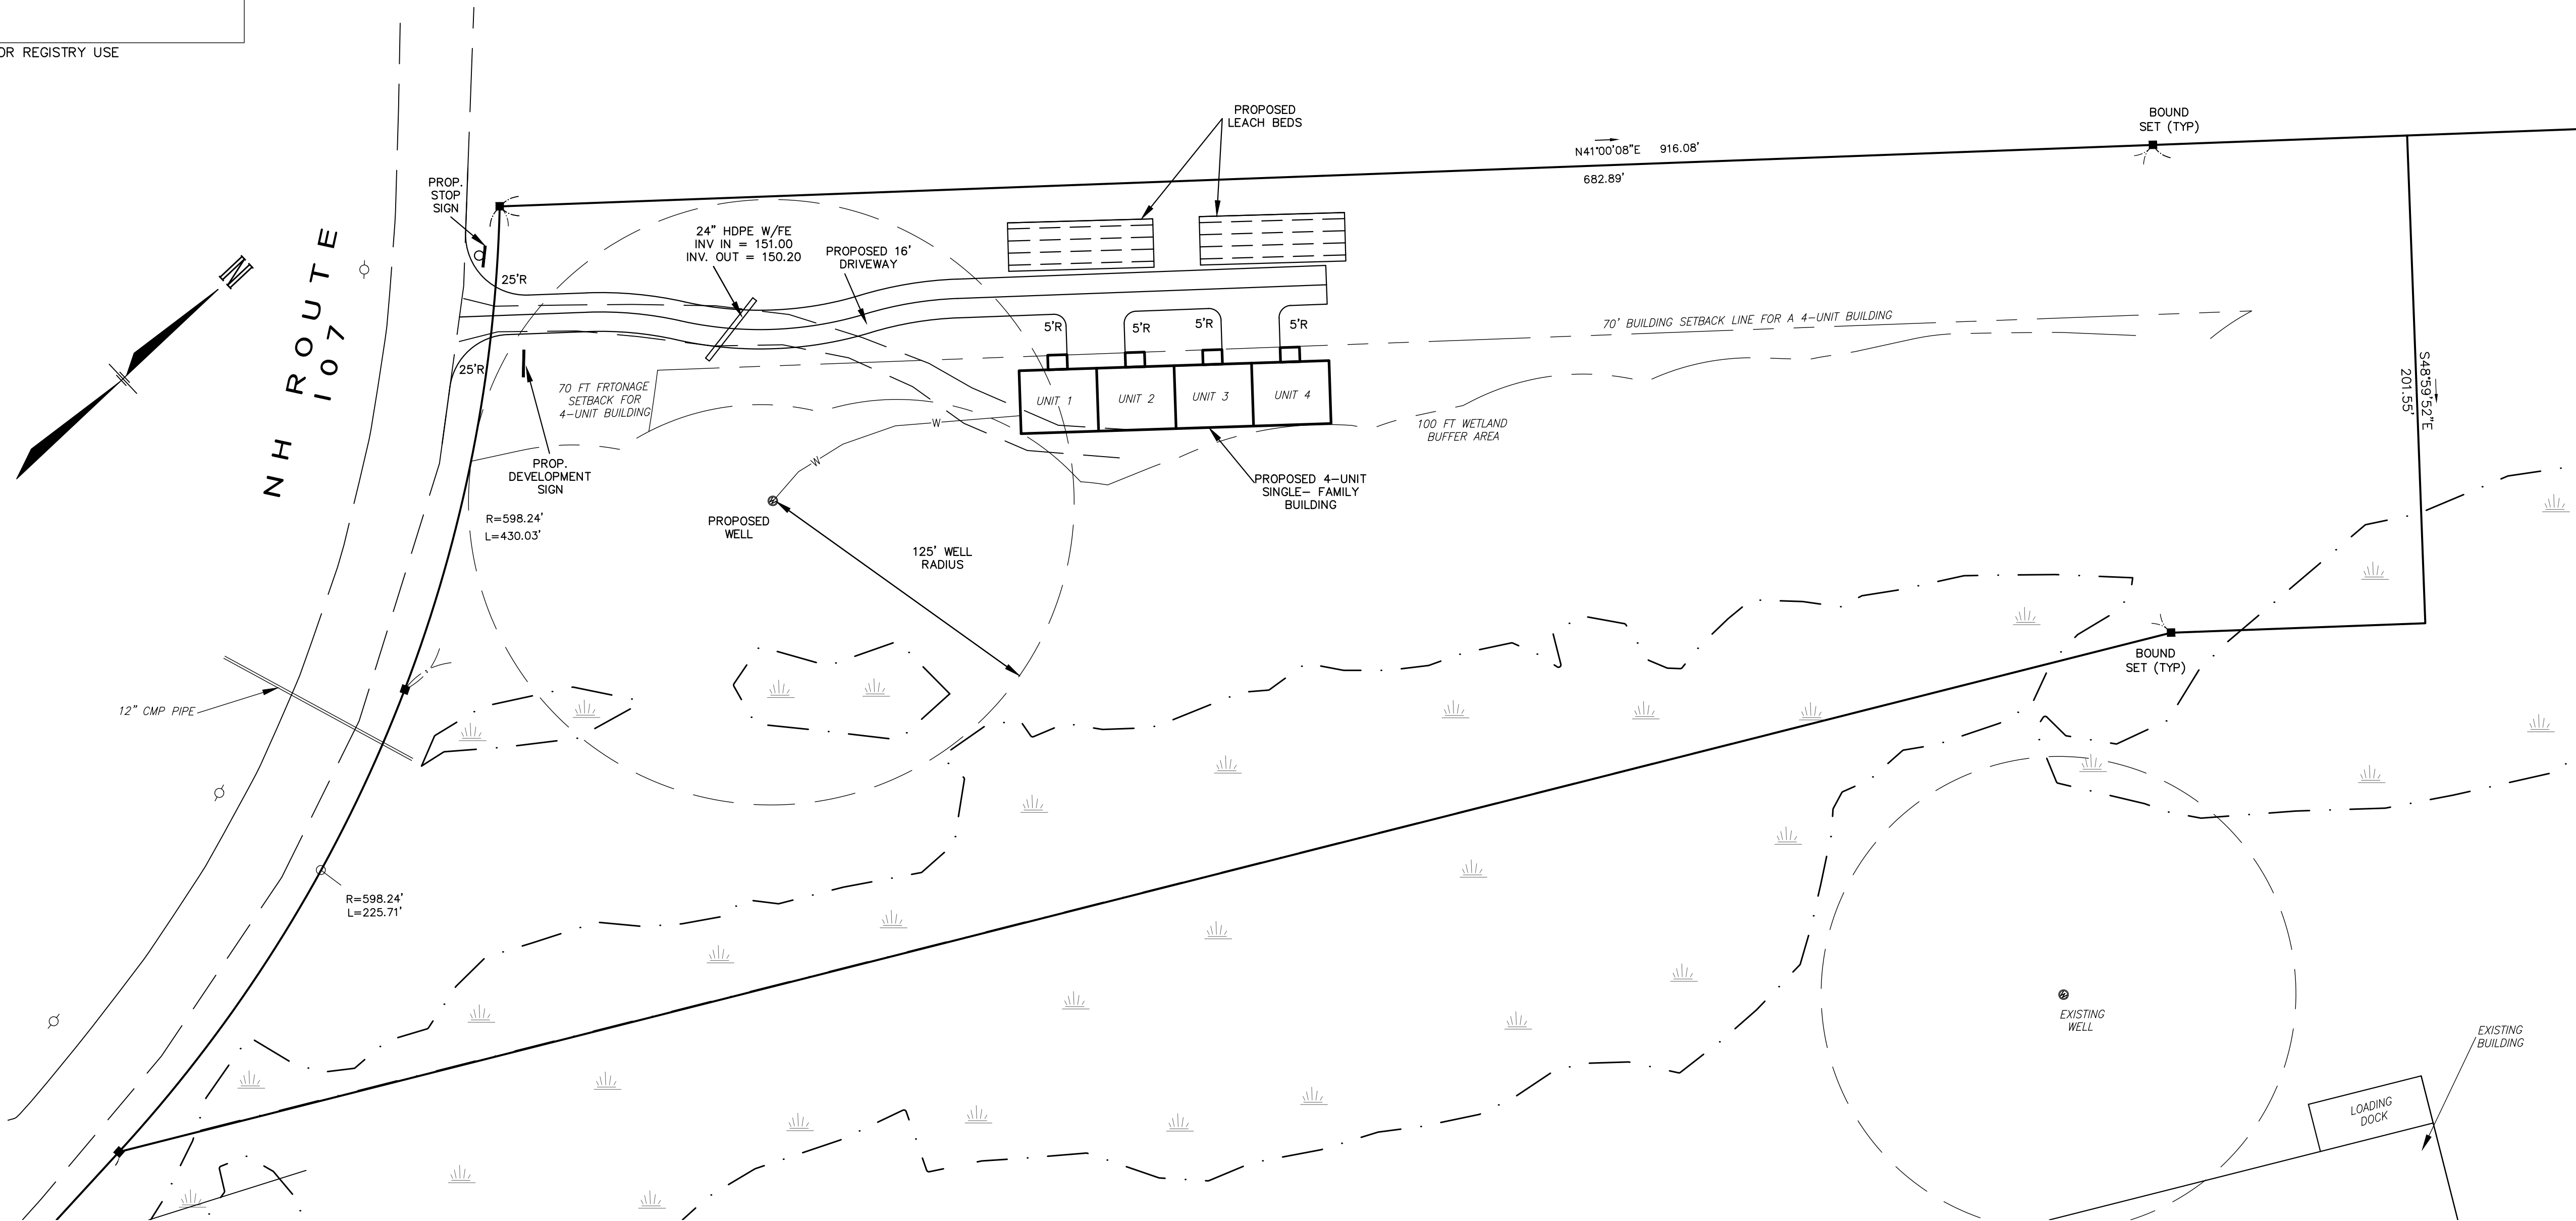 OR REGISTRY USE
NH ROUTE
107
N
PROP.
STOP
SIGN
25'R
25'R
24" HDPE W/FE
INV IN = 151.00
INV. OUT = 150.20
PROPOSED 16'
DRIVEWAY
PROPOSED
LEACH BEDS
N41°00'08"E 916.08'
682.89'
BOUND
SET (TYP)
5'R
5'R
5'R
5'R
70' BUILDING SETBACK LINE FOR A 4-UNIT BUILDING
S48°59'52"E
201.55'
70 FT FRTONAGE
SETBACK FOR
4-UNIT BUILDING
UNIT 1
UNIT 2
UNIT 3
UNIT 4
W
W
100 FT WETLAND
BUFFER AREA
PROP.
DEVELOPMENT
SIGN
PROPOSED 4-UNIT
SINGLE- FAMILY
BUILDING
R=598.24'
L=430.03'
PROPOSED
WELL
125' WELL
RADIUS
BOUND
SET (TYP)
12" CMP PIPE
R=598.24'
L=225.71'
EXISTING
WELL
EXISTING
BUILDING
LOADING
DOCK